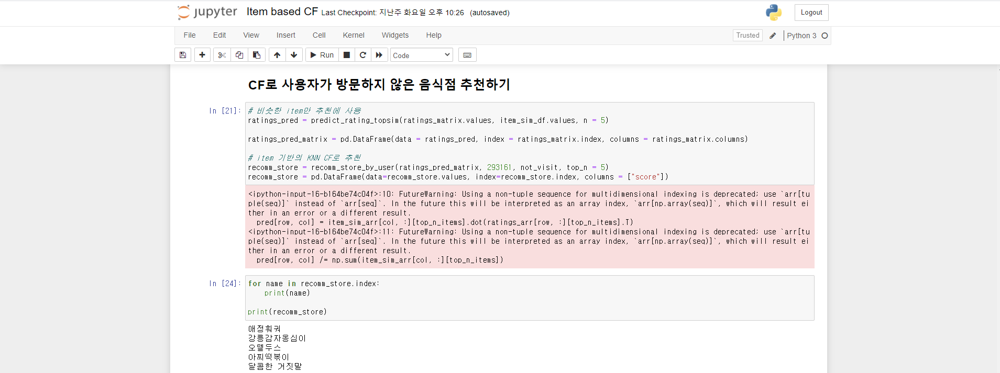 jupyter Item based CF Last Checkpoint: 지난주 화요일 오후 10:26 (autosaved) Logout
File Edit View Insert Cell Kernel Widgets Help Trusted Python 3
Run Code
CF로 사용자가 방문하지 않은 음식점 추천하기
In [21]: # 비슷한 item만 추천에 사용
ratings_pred = predict_rating_topsim(ratings_matrix.values, item_sim_df.values, n = 5)
ratings_pred_matrix = pd.DataFrame(data = ratings_pred, index = ratings_matrix.index, columns = ratings_matrix.columns)
# item 기반의 KNN CF로 추천
recomm_store = recomm_store_by_user(ratings_pred_matrix, 293161, not_visit, top_n = 5)
recomm_store = pd.DataFrame(data=recomm_store.values, index=recomm_store.index, columns = ["score"])
<ipython-input-16-b164be74c04f>:10: FutureWarning: Using a non-tuple sequence for multidimensional indexing is deprecated; use `arr[tu
ple(seq)]` instead of `arr[seq]`. In the future this will be interpreted as an array index, `arr[np.array(seq)]`, which will result ei
ther in an error or a different result.
pred[row, col] = item_sim_arr[col, :][top_n_items].dot(ratings_arr[row, :][top_n_items].T)
<ipython-input-16-b164be74c04f>:11: FutureWarning: Using a non-tuple sequence for multidimensional indexing is deprecated; use `arr[tu
ple(seq)]` instead of `arr[seq]`. In the future this will be interpreted as an array index, `arr[np.array(seq)]`, which will result ei
ther in an error or a different result.
pred[row, col] /= np.sum(item_sim_arr[col, :][top_n_items])
In [24]: for name in recomm_store.index:
print(name)
print(recomm_store)
애정훠궈
강릉감자옹심이
오뗄두스
아찌떡볶이
달콤한 거짓말